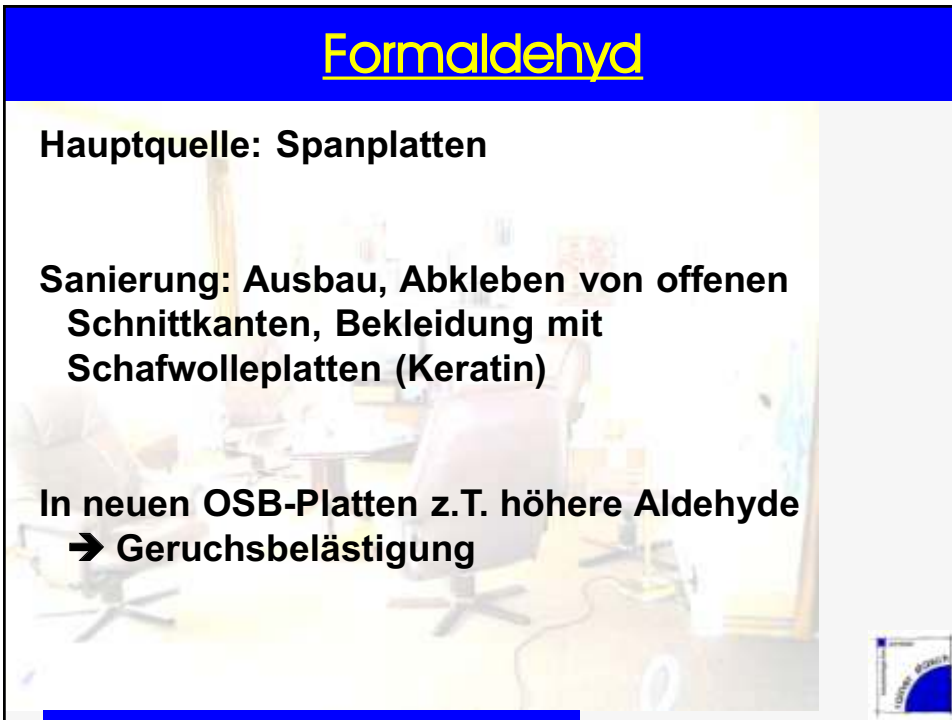 Formaldehyd
Hauptquelle: Spanplatten
Sanierung: Ausbau, Abkleben von offenen
Schnittkanten, Bekleidung mit
Schafwolleplatten (Keratin)
In neuen OSB-Platten z.T. höhere Aldehyde
➔ Geruchsbelästigung